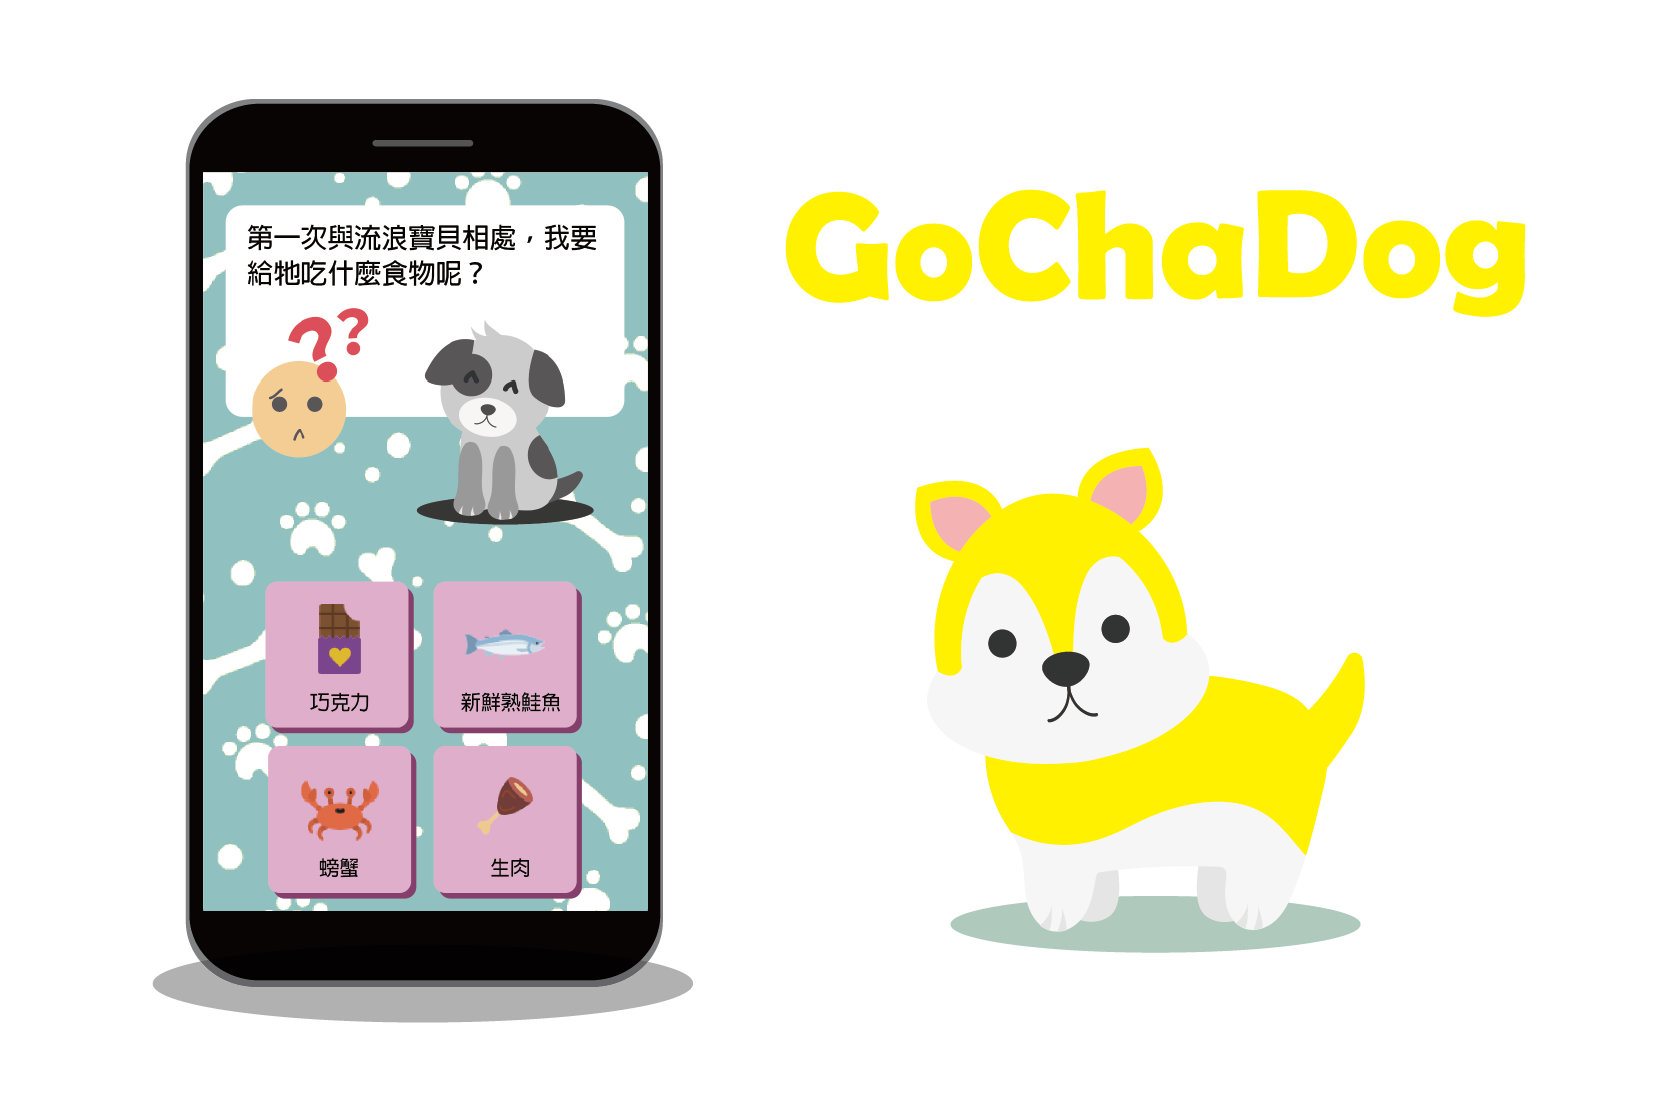 第一次與流浪寶貝相處，我要
給牠吃什麼食物呢？
巧克力
新鮮熟鮭魚
螃蟹
生肉
GoChaDog